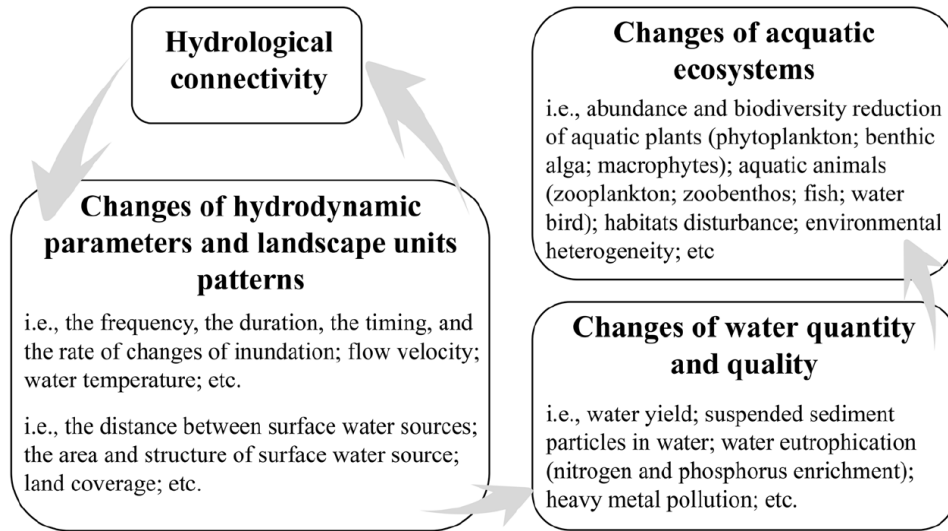 Hydrological
connectivity
Changes of hydrodynamic
parameters and landscape units
patterns
i.e., the frequency, the duration, the timing, and
the rate of changes of inundation; flow velocity;
water temperature; etc.
i.e., the distance between surface water sources;
the area and structure of surface water source;
land coverage; etc.
Changes of water quantity
and quality
i.e., water yield; suspended sediment
particles in water; water eutrophication
(nitrogen and phosphorus enrichment);
heavy metal pollution; etc.
Changes of acquatic
ecosystems
i.e., abundance and biodiversity reduction
of aquatic plants (phytoplankton; benthic
alga; macrophytes); aquatic animals
(zooplankton; zoobenthos; fish; water
bird); habitats disturbance; environmental
heterogeneity; etc